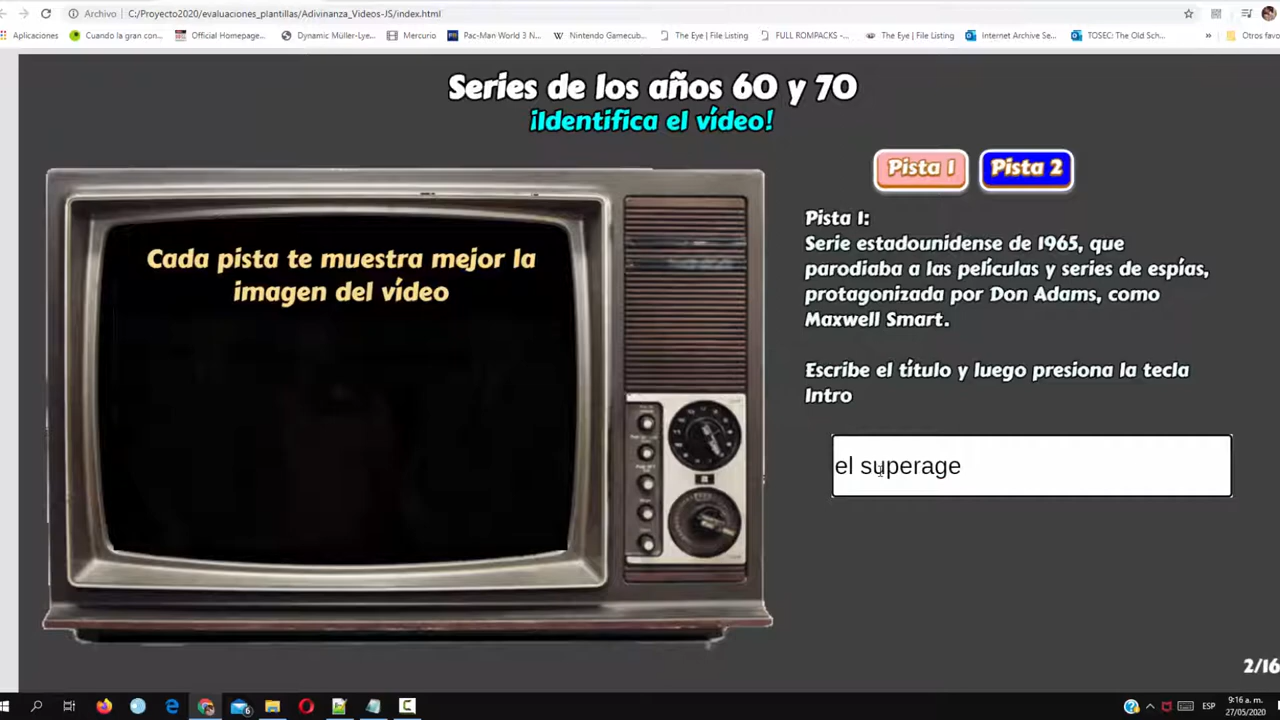 Archivo | C:/Proyecto2020/evaluaciones_plantillas/Adivinanza_Videos-JS/index.html
Aplicaciones Cuando la gran con... Official Homepage... Dynamic Müller-Lye... Mercurio Pac-Man World 3 N... Nintendo Gamecub... The Eye | File Listing FULL ROMPACKS -... The Eye | File Listing Internet Archive Se... TOSEC: The Old Sch... » Otros favo
Series de los años 60 y 70
¡Identifica el vídeo!
Pista 1 Pista 2
Cada pista te muestra mejor la
imagen del vídeo
Pista 1:
Serie estadounidense de 1965, que
parodiaba a las películas y series de espías,
protagonizada por Don Adams, como
Maxwell Smart.
Escribe el título y luego presiona la tecla
Intro
el superage
2/16
ESP
9:16 a. m.
27/05/2020